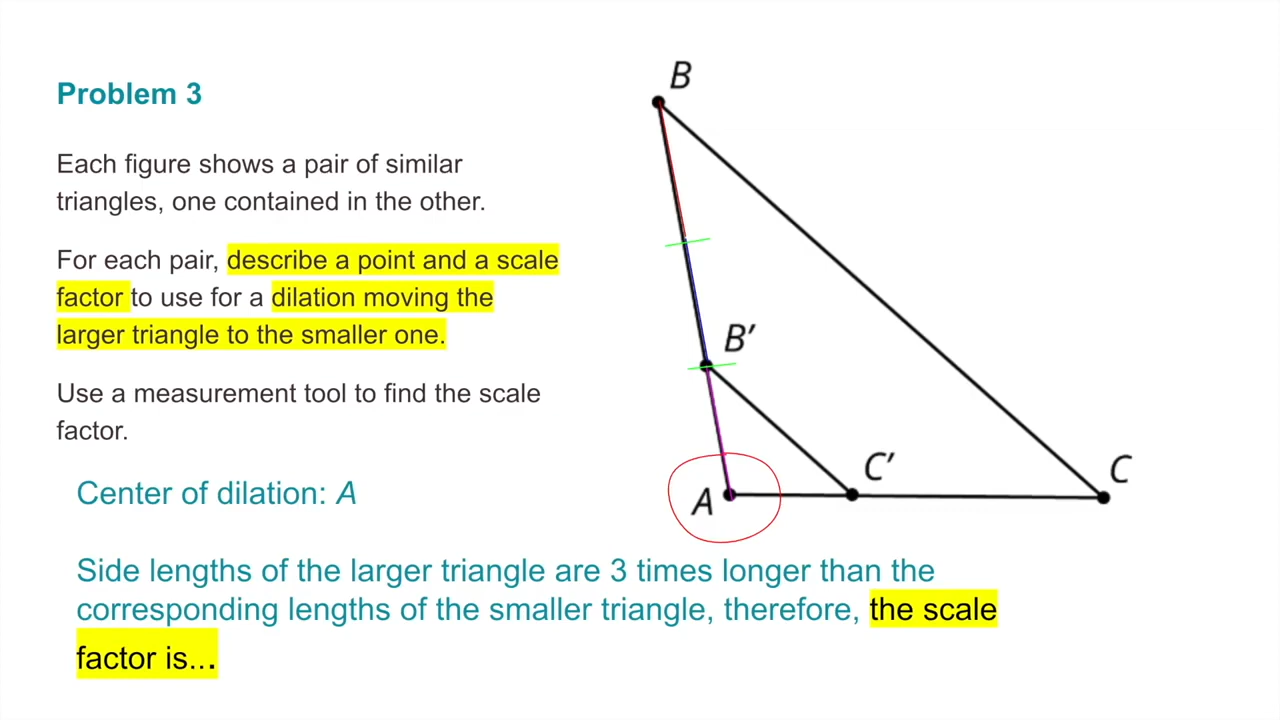 Problem 3
Each figure shows a pair of similar
triangles, one contained in the other.
For each pair, describe a point and a scale
factor to use for a dilation moving the
larger triangle to the smaller one.
Use a measurement tool to find the scale
factor.
Center of dilation: A
Side lengths of the larger triangle are 3 times longer than the
corresponding lengths of the smaller triangle, therefore, the scale
factor is...
B
B′
A
C′
C